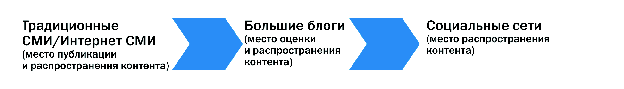 Традиционные
СМИ/Интернет СМИ
(место публикации
и распространения контента)
Большие блоги
(место оценки
и распространения
контента)
Социальные сети
(место распространения
контента)